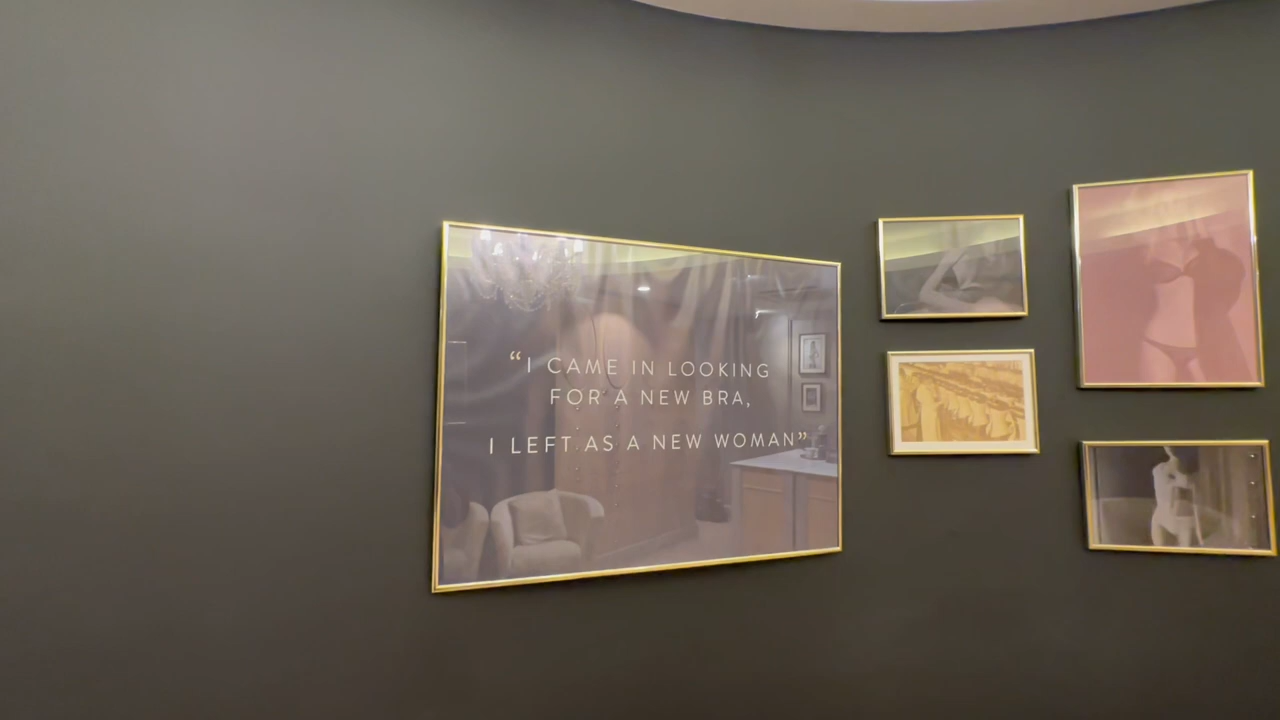 “I CAME IN LOOKING
FOR A NEW BRA,
I LEFT AS A NEW WOMAN”